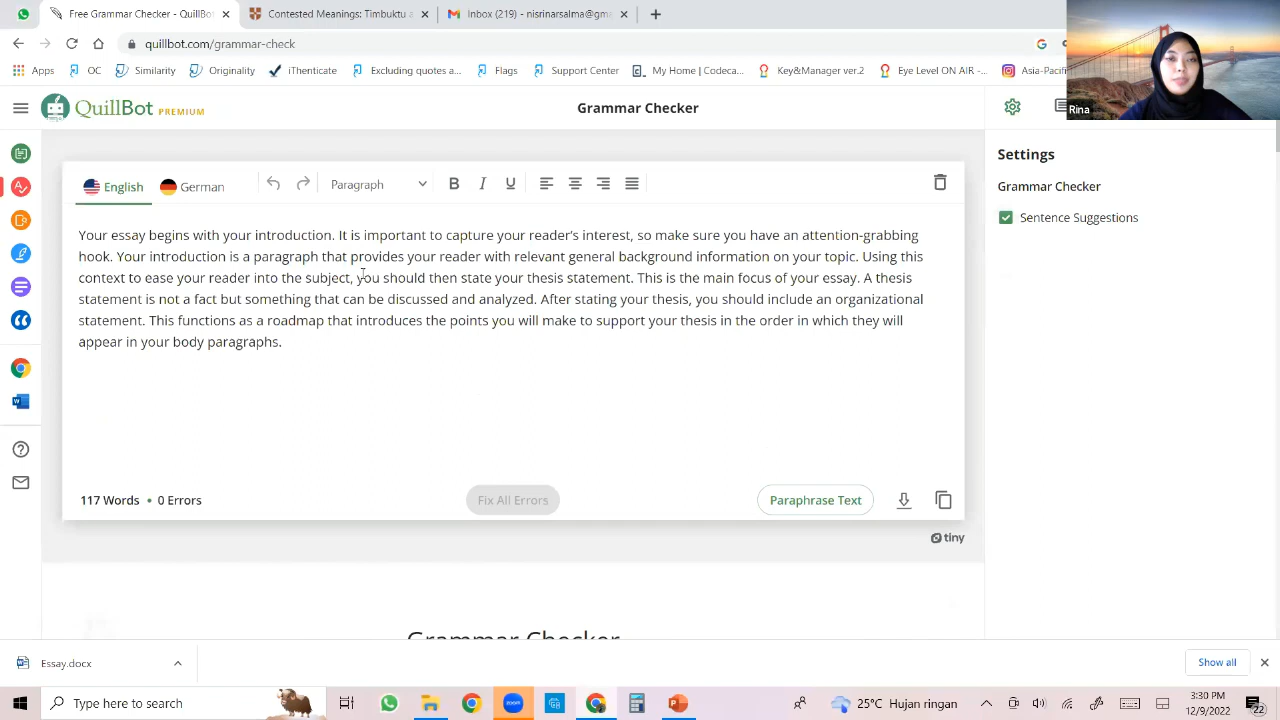 Free Grammar Checker - QuillBot
Contested Meanings: Timbuktu a
Inbox (219) - nisrinarsalma@gm
quillbot.com/grammar-check
Apps
OC
Similarity
Originality
iThenticate
Excluding quotes a...
Flags
Support Center
My Home | Codeca...
Key&Manager ver.2
Eye Level ON AIR -...
Asia-Pacif
Rina
QuillBot PREMIUM
Grammar Checker
Settings
Grammar Checker
Sentence Suggestions
English
German
Paragraph
B I U
Your essay begins with your introduction. It is important to capture your reader's interest, so make sure you have an attention-grabbing
hook. Your introduction is a paragraph that provides your reader with relevant general background information on your topic. Using this
context to ease your reader into the subject, you should then state your thesis statement. This is the main focus of your essay. A thesis
statement is not a fact but something that can be discussed and analyzed. After stating your thesis, you should include an organizational
statement. This functions as a roadmap that introduces the points you will make to support your thesis in the order in which they will
appear in your body paragraphs.
117 Words • 0 Errors
Fix All Errors
Paraphrase Text
tiny
Grammar Checker
Essay.docx
Show all
Type here to search
zoom
25°C Hujan ringan
3:30 PM
12/9/2022
22